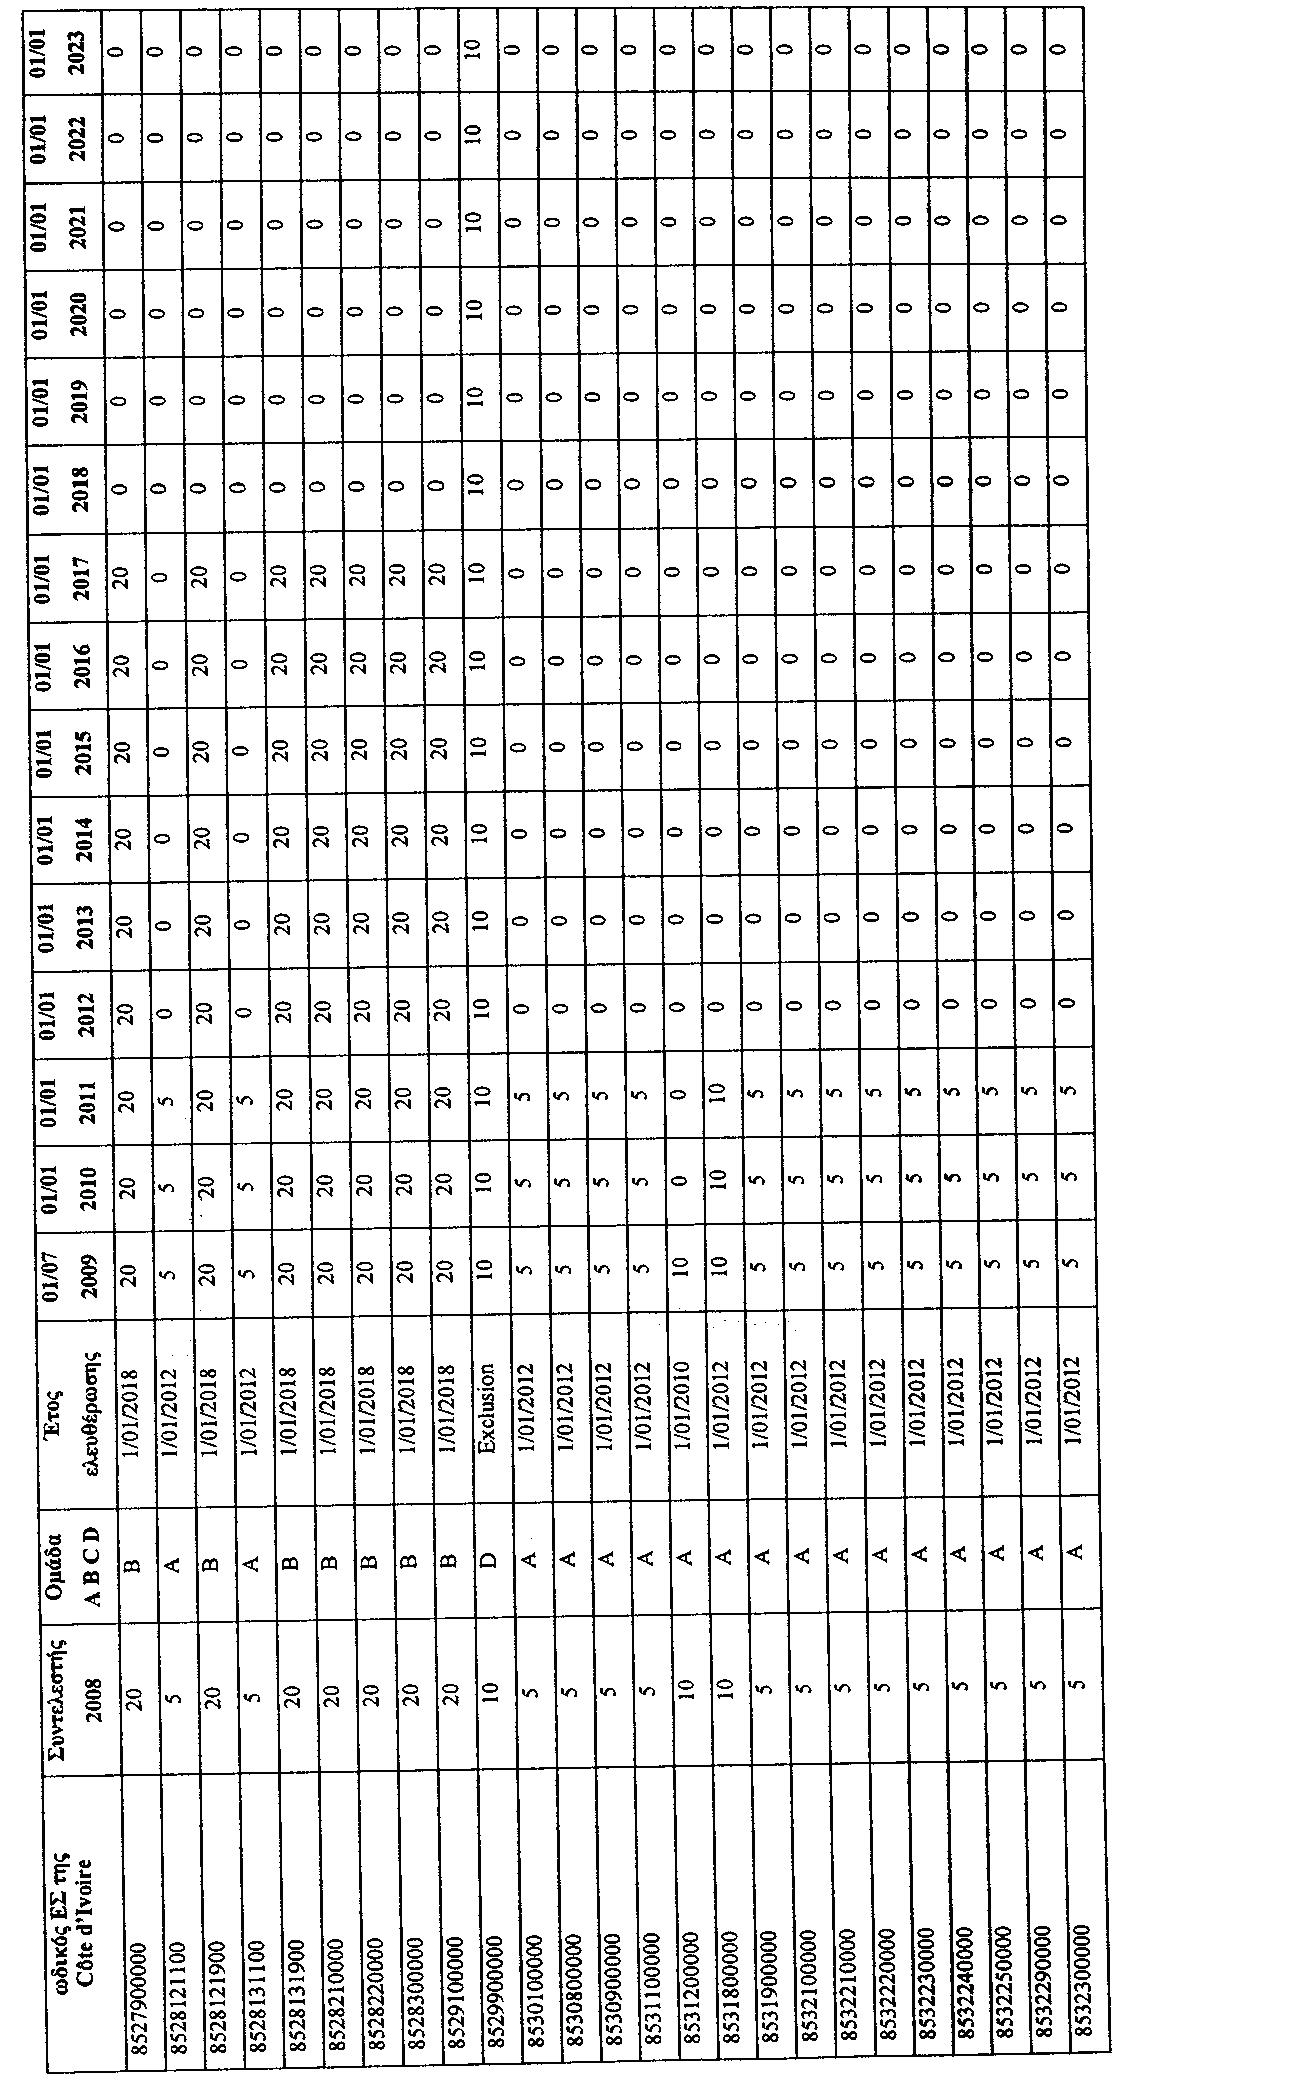 ωδικός ΕΣ της Συντελεστής Ομάδα Έτος 01/07 01/01 01/01 01/01 01/01 01/01 01/01 01/01 01/01 01/01 01/01 01/01 01/01 01/01 01/01
Côte d'Ivoire 2008 A B C D ελευθέρωσης 2009 2010 2011 2012 2013 2014 2015 2016 2017 2018 2019 2020 2021 2022 2023
8527900000 20 B 1/01/2018 20 20 20 20 20 20 20 20 20 0 0 0 0 0 0
8528121100 5 A 1/01/2012 5 5 5 0 0 0 0 0 0 0 0 0 0 0 0
8528121900 20 B 1/01/2018 20 20 20 20 20 20 20 20 20 0 0 0 0 0 0
8528131100 5 A 1/01/2012 5 5 5 0 0 0 0 0 0 0 0 0 0 0 0
8528131900 20 B 1/01/2018 20 20 20 20 20 20 20 20 20 0 0 0 0 0 0
8528210000 20 B 1/01/2018 20 20 20 20 20 20 20 20 20 0 0 0 0 0 0
8528220000 20 B 1/01/2018 20 20 20 20 20 20 20 20 20 0 0 0 0 0 0
8528300000 20 B 1/01/2018 20 20 20 20 20 20 20 20 20 0 0 0 0 0 0
8529100000 20 B 1/01/2018 20 20 20 20 20 20 20 20 20 0 0 0 0 0 0
8529900000 10 D Exclusion 10 10 10 10 10 10 10 10 10 10 10 10 10 10 10
8530100000 5 A 1/01/2012 5 5 5 0 0 0 0 0 0 0 0 0 0 0 0
8530800000 5 A 1/01/2012 5 5 5 0 0 0 0 0 0 0 0 0 0 0 0
8530900000 5 A 1/01/2012 5 5 5 0 0 0 0 0 0 0 0 0 0 0 0
8531100000 5 A 1/01/2012 5 5 5 0 0 0 0 0 0 0 0 0 0 0 0
8531200000 10 A 1/01/2010 10 0 0 0 0 0 0 0 0 0 0 0 0 0 0
8531800000 10 A 1/01/2012 10 10 10 0 0 0 0 0 0 0 0 0 0 0 0
8531900000 5 A 1/01/2012 5 5 5 0 0 0 0 0 0 0 0 0 0 0 0
8532100000 5 A 1/01/2012 5 5 5 0 0 0 0 0 0 0 0 0 0 0 0
8532210000 5 A 1/01/2012 5 5 5 0 0 0 0 0 0 0 0 0 0 0 0
8532220000 5 A 1/01/2012 5 5 5 0 0 0 0 0 0 0 0 0 0 0 0
8532230000 5 A 1/01/2012 5 5 5 0 0 0 0 0 0 0 0 0 0 0 0
8532240000 5 A 1/01/2012 5 5 5 0 0 0 0 0 0 0 0 0 0 0 0
8532250000 5 A 1/01/2012 5 5 5 0 0 0 0 0 0 0 0 0 0 0 0
8532290000 5 A 1/01/2012 5 5 5 0 0 0 0 0 0 0 0 0 0 0 0
8532300000 5 A 1/01/2012 5 5 5 0 0 0 0 0 0 0 0 0 0 0 0